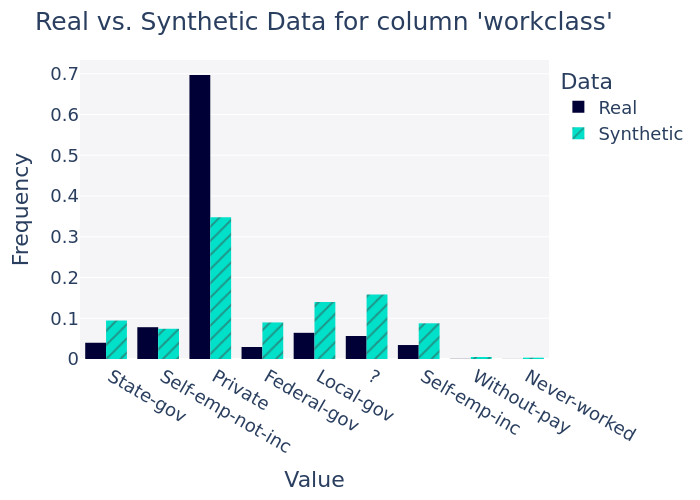 Real vs. Synthetic Data for column 'workclass'
Data
Real
Synthetic
Frequency
0.7
0.6
0.5
0.4
0.3
0.2
0.1
0
State-gov
Self-emp-not-inc
Private
Federal-gov
Local-gov
?
Self-emp-inc
Without-pay
Never-worked
Value